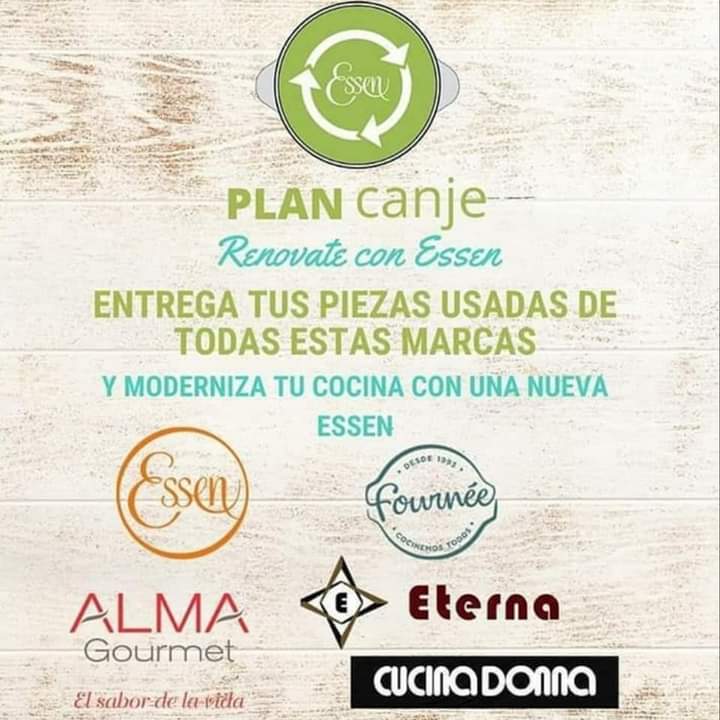 Essen
PLAN canje
Renovate con Essen
ENTREGA TUS PIEZAS USADAS DE
TODAS ESTAS MARCAS
Y MODERNIZA TU COCINA CON UNA NUEVA
ESSEN
Essen
DESDE 1995
Fournée
COCINEMOS TODOS
ALMA
Gourmet
El sabor de la vida
E
Eterna
CUCINA DONNA